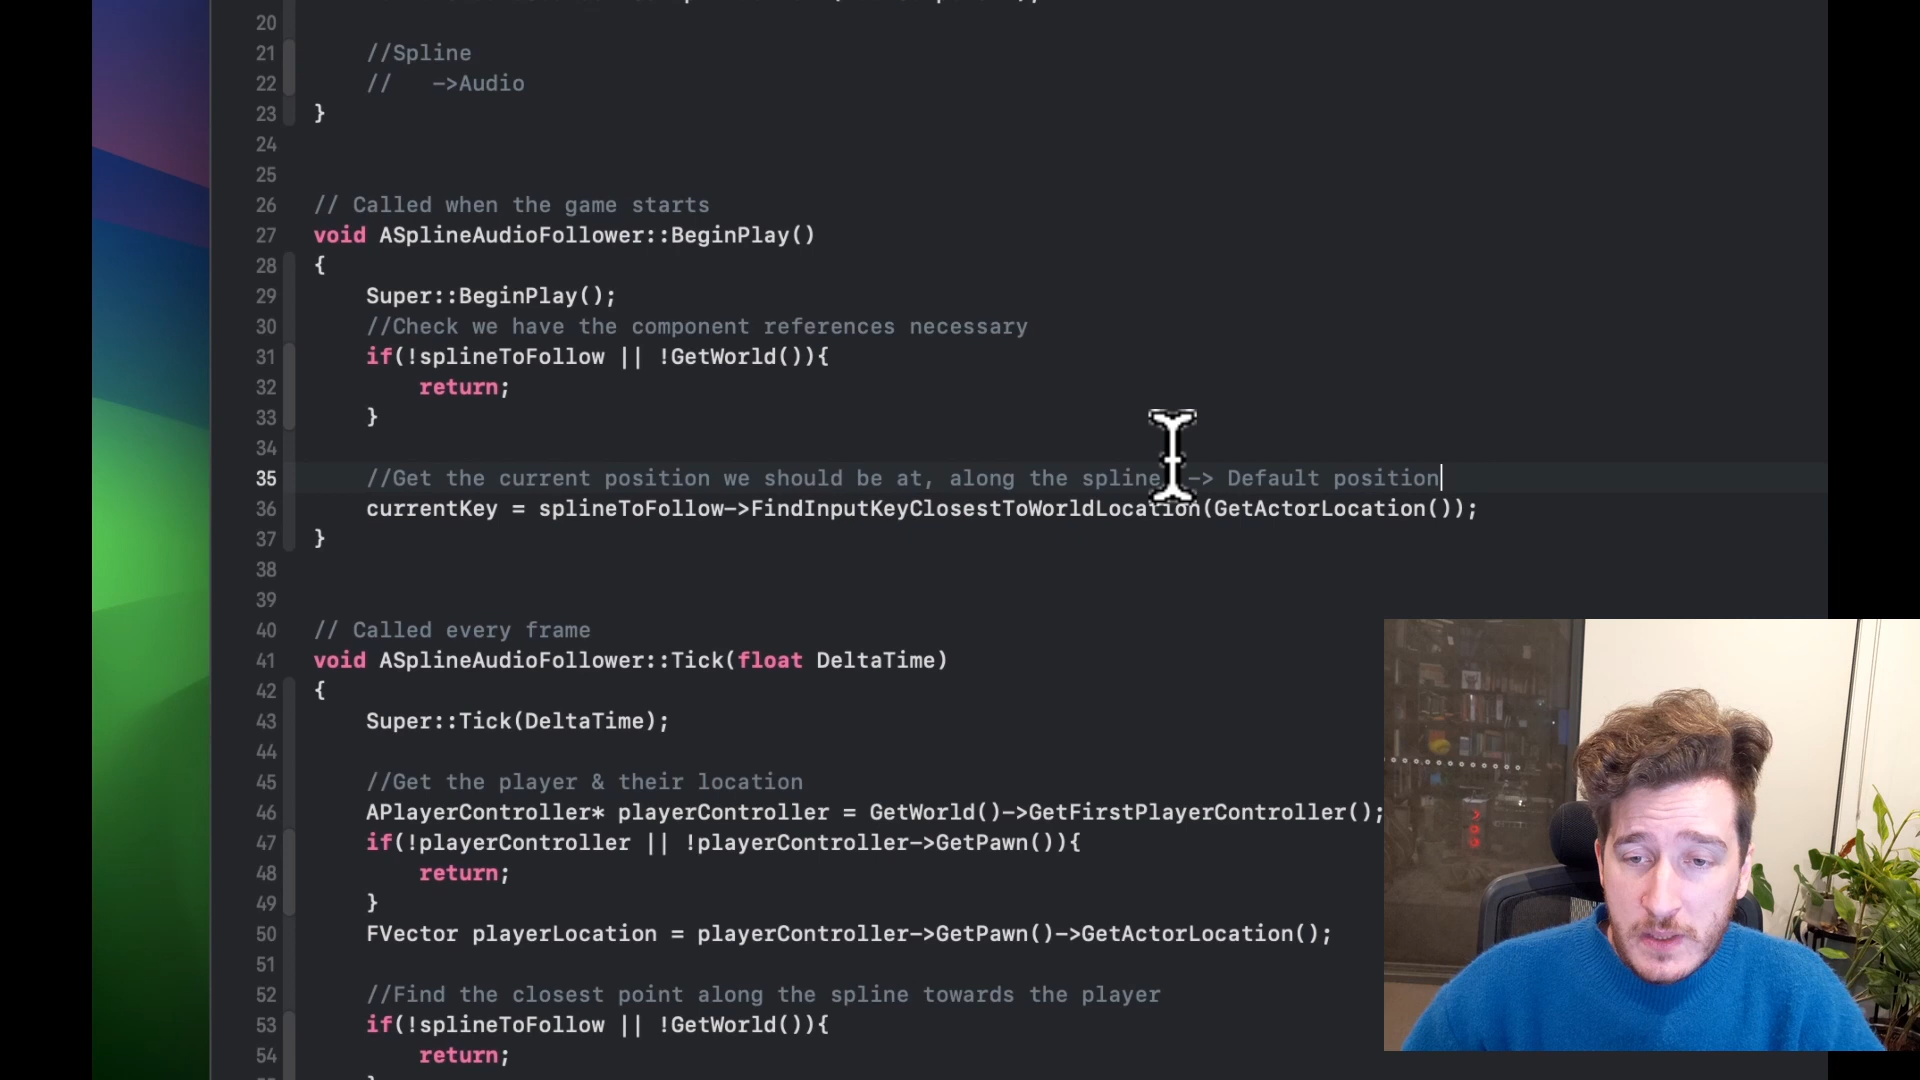 20
21 //Spline
22 // ->Audio
23 }
24
25
26 // Called when the game starts
27 void ASplineAudioFollower::BeginPlay()
28 {
29 Super::BeginPlay();
30 //Check we have the component references necessary
31 if(!splineToFollow || !GetWorld()){
32 return;
33 }
34
35 //Get the current position we should be at, along the spline -> Default position
36 currentKey = splineToFollow->FindInputKeyClosestToWorldLocation(GetActorLocation());
37 }
38
39
40 // Called every frame
41 void ASplineAudioFollower::Tick(float DeltaTime)
42 {
43 Super::Tick(DeltaTime);
44
45 //Get the player & their location
46 APlayerController* playerController = GetWorld()->GetFirstPlayerController();
47 if(!playerController || !playerController->GetPawn()){
48 return;
49 }
50 FVector playerLocation = playerController->GetPawn()->GetActorLocation();
51
52 //Find the closest point along the spline towards the player
53 if(!splineToFollow || !GetWorld()){
54 return;